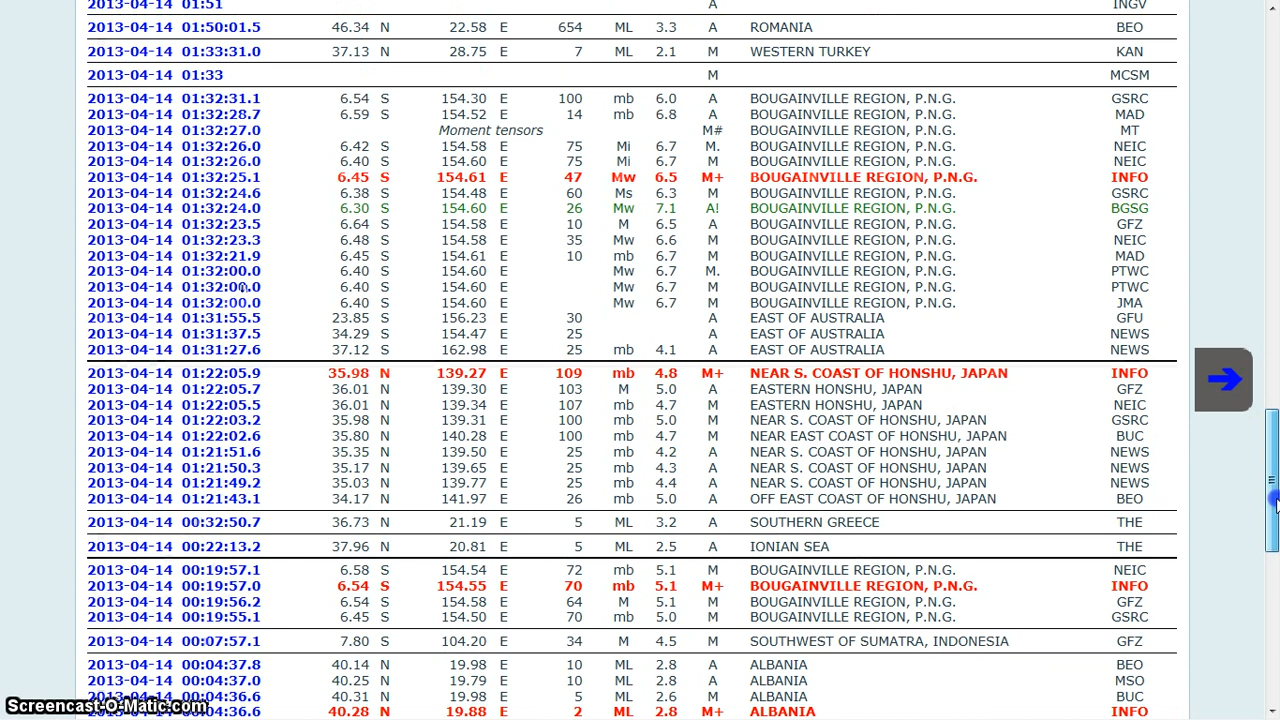 2013-04-14 01:51 A INGV
2013-04-14 01:50:01.5 46.34 N 22.58 E 654 ML 3.3 A ROMANIA BEO
2013-04-14 01:33:31.0 37.13 N 28.75 E 7 ML 2.1 M WESTERN TURKEY KAN
2013-04-14 01:33 M MCSM
2013-04-14 01:32:31.1 6.54 S 154.30 E 100 mb 6.0 A BOUGAINVILLE REGION, P.N.G. GSRC
2013-04-14 01:32:28.7 6.59 S 154.52 E 14 mb 6.8 A BOUGAINVILLE REGION, P.N.G. MAD
2013-04-14 01:32:27.0 Moment tensors M# BOUGAINVILLE REGION, P.N.G. MT
2013-04-14 01:32:26.0 6.42 S 154.58 E 75 Mi 6.7 M. BOUGAINVILLE REGION, P.N.G. NEIC
2013-04-14 01:32:26.0 6.40 S 154.60 E 75 Mi 6.7 M BOUGAINVILLE REGION, P.N.G. NEIC
2013-04-14 01:32:25.1 6.45 S 154.61 E 47 Mw 6.5 M+ BOUGAINVILLE REGION, P.N.G. INFO
2013-04-14 01:32:24.6 6.38 S 154.48 E 60 Ms 6.3 M BOUGAINVILLE REGION, P.N.G. GSRC
2013-04-14 01:32:24.0 6.30 S 154.60 E 26 Mw 7.1 A! BOUGAINVILLE REGION, P.N.G. BGSG
2013-04-14 01:32:23.5 6.64 S 154.58 E 10 M 6.5 A BOUGAINVILLE REGION, P.N.G. GFZ
2013-04-14 01:32:23.3 6.48 S 154.58 E 35 Mw 6.6 M BOUGAINVILLE REGION, P.N.G. NEIC
2013-04-14 01:32:21.9 6.45 S 154.61 E 10 mb 6.7 M BOUGAINVILLE REGION, P.N.G. MAD
2013-04-14 01:32:00.0 6.40 S 154.60 E Mw 6.7 M. BOUGAINVILLE REGION, P.N.G. PTWC
2013-04-14 01:32:00.0 6.40 S 154.60 E Mw 6.7 M BOUGAINVILLE REGION, P.N.G. PTWC
2013-04-14 01:32:00.0 6.40 S 154.60 E Mw 6.7 M BOUGAINVILLE REGION, P.N.G. JMA
2013-04-14 01:31:55.5 23.85 S 156.23 E 30 A EAST OF AUSTRALIA GFU
2013-04-14 01:31:37.5 34.29 S 154.47 E 25 A EAST OF AUSTRALIA NEWS
2013-04-14 01:31:27.6 37.12 S 162.98 E 25 mb 4.1 A EAST OF AUSTRALIA NEWS
2013-04-14 01:22:05.9 35.98 N 139.27 E 109 mb 4.8 M+ NEAR S. COAST OF HONSHU, JAPAN INFO
2013-04-14 01:22:05.7 36.01 N 139.30 E 103 M 5.0 A EASTERN HONSHU, JAPAN GFZ
2013-04-14 01:22:05.5 36.01 N 139.34 E 107 mb 4.7 M EASTERN HONSHU, JAPAN NEIC
2013-04-14 01:22:03.2 35.98 N 139.31 E 100 mb 5.0 M NEAR S. COAST OF HONSHU, JAPAN GSRC
2013-04-14 01:22:02.6 35.80 N 140.28 E 100 mb 4.7 M NEAR EAST COAST OF HONSHU, JAPAN BUC
2013-04-14 01:21:51.6 35.35 N 139.50 E 25 mb 4.2 A NEAR S. COAST OF HONSHU, JAPAN NEWS
2013-04-14 01:21:50.3 35.17 N 139.65 E 25 mb 4.3 A NEAR S. COAST OF HONSHU, JAPAN NEWS
2013-04-14 01:21:49.2 35.03 N 139.77 E 25 mb 4.4 A NEAR S. COAST OF HONSHU, JAPAN NEWS
2013-04-14 01:21:43.1 34.17 N 141.97 E 26 mb 5.0 A OFF EAST COAST OF HONSHU, JAPAN BEO
2013-04-14 00:32:50.7 36.73 N 21.19 E 5 ML 3.2 A SOUTHERN GREECE THE
2013-04-14 00:22:13.2 37.96 N 20.81 E 5 ML 2.5 A IONIAN SEA THE
2013-04-14 00:19:57.1 6.58 S 154.54 E 72 mb 5.1 M BOUGAINVILLE REGION, P.N.G. NEIC
2013-04-14 00:19:57.0 6.54 S 154.55 E 70 mb 5.1 M+ BOUGAINVILLE REGION, P.N.G. INFO
2013-04-14 00:19:56.2 6.54 S 154.58 E 64 M 5.1 M BOUGAINVILLE REGION, P.N.G. GFZ
2013-04-14 00:19:55.1 6.45 S 154.50 E 70 mb 5.0 M BOUGAINVILLE REGION, P.N.G. GSRC
2013-04-14 00:07:57.1 7.80 S 104.20 E 34 M 4.5 M SOUTHWEST OF SUMATRA, INDONESIA GFZ
2013-04-14 00:04:37.8 40.14 N 19.98 E 10 ML 2.8 A ALBANIA BEO
2013-04-14 00:04:37.0 40.25 N 19.79 E 10 ML 2.8 A ALBANIA MSO
2013-04-14 00:04:36.6 40.31 N 19.98 E 5 ML 2.6 M ALBANIA BUC
04:36.6 40.28 N 19.88 E 2 ML 2.8 M+ ALBANIA INFO
Screencast-O-Matic.com